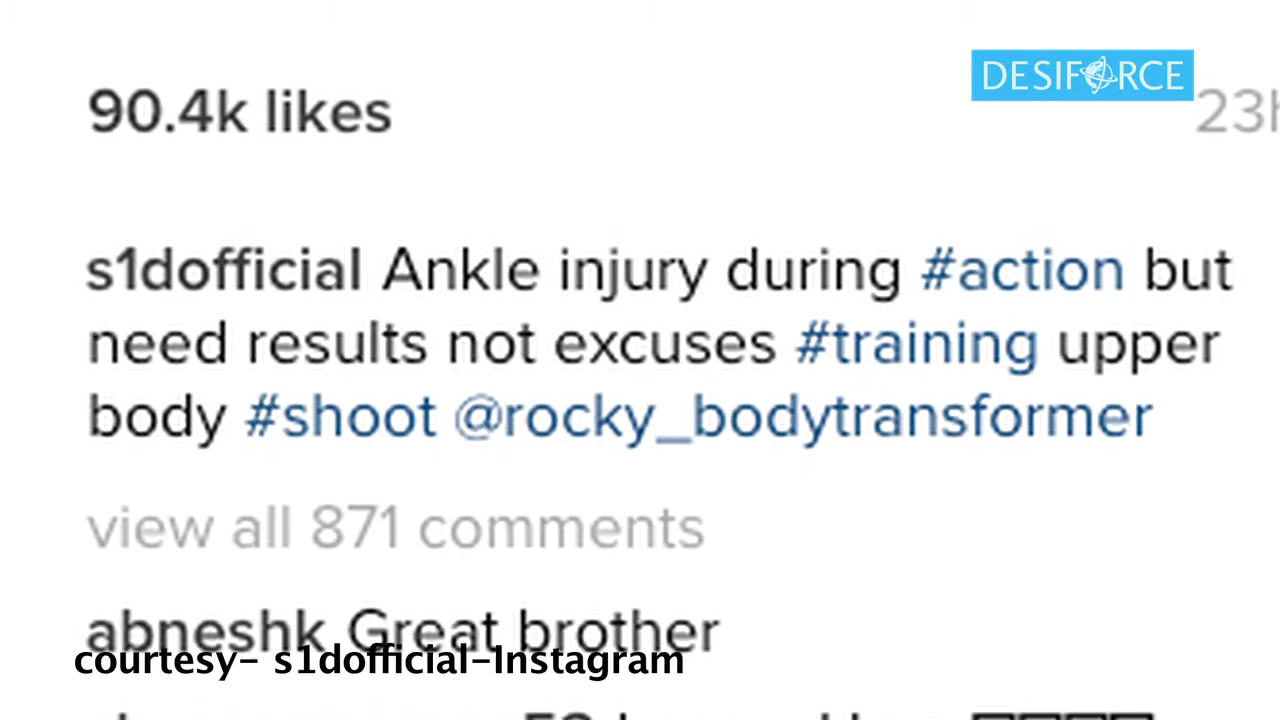 DESIFORCE
90.4k likes
23h
s1dofficial Ankle injury during #action but
need results not excuses #training upper
body #shoot @rocky_bodytransformer
view all 871 comments
abneshk Great brother
courtesy- s1dofficial-Instagram